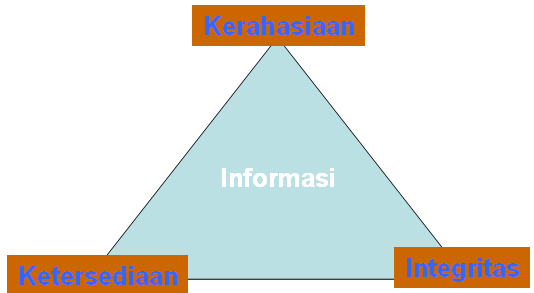 Kerahasiaan
Informasi
Ketersediaan
Integritas